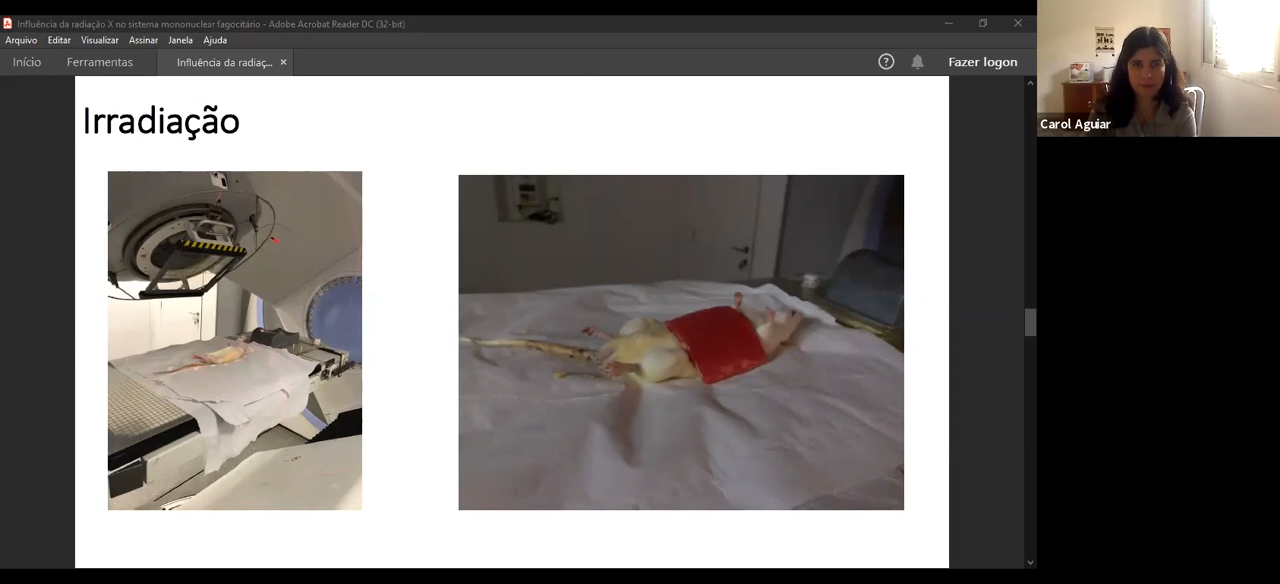 Influência da radiação X no sistema mononuclear fagocitário - Adobe Acrobat Reader DC (32-bit)
Arquivo Editar Visualizar Assinar Janela Ajuda
Início Ferramentas Influência da radiaç... × ? Fazer logon
Irradiação
Carol Aguiar